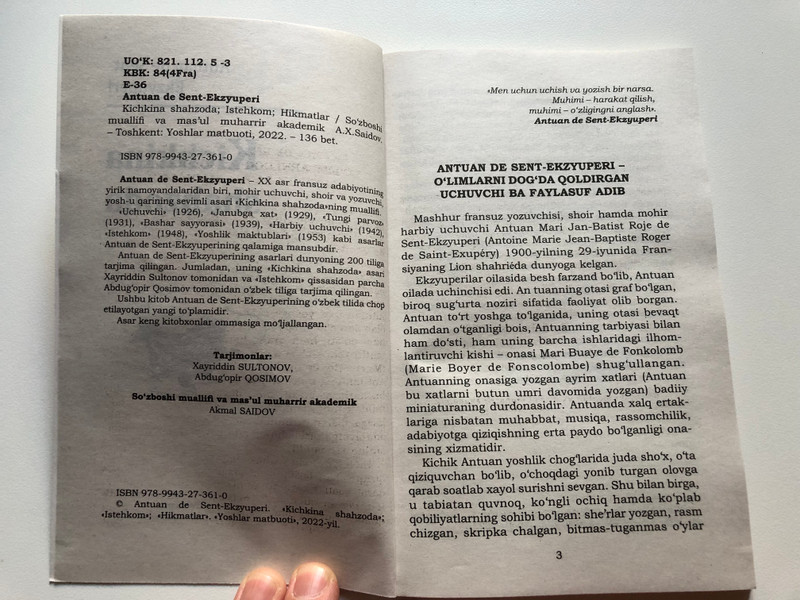 UO‘K: 821. 112. 5 -3
KBK: 84(4Fra)
E-36
Antuan de Sent-Ekzyuperi
Kichkina shahzoda; Istehkom; Hikmatlar / So‘zboshi
muallifi va mas’ul muharrir akademik A.X.Saidov.
– Toshkent: Yoshlar matbuoti, 2022. – 136 bet.
ISBN 978-9943-27-361-0
Antuan de Sent-Ekzyuperi – XX asr fransuz adabiyotining
yirik namoyandalaridan biri, mohir uchuvchi, shoir va yozuvchi,
yosh-u qarining sevimli asari ‹Kichkina shahzoda›ning muallifi.
‹Uchuvchi› (1926), ‹Janubga xat› (1929), ‹Tungi parvoz›
(1931), ‹Bashar sayyorasi› (1939), ‹Harbiy uchuvchi› (1942),
‹Istehkom› (1948), ‹Yoshlik maktublari› (1953) kabi asarlar
Antuan de Sent-Ekzyuperining qalamiga mansubdir.
Antuan de Sent-Ekzyuperining asarlari dunyoning 200 tiliga
tarjima qilingan. Jumladan, uning ‹Kichkina shahzoda› asari
Xayriddin Sultonov tomonidan va ‹Istehkom› qissasidan parcha
Abdug‘opir Qosimov tomonidan o‘zbek tiliga tarjima qilingan.
Ushbu kitob Antuan de Sent-Ekzyuperining o‘zbek tilida chop
etilayotgan yangi to‘plamidir.
Asar keng kitobxonlar ommasiga mo‘ljallangan.
Tarjimonlar:
Xayriddin SULTONOV,
Abdug‘opir QOSIMOV
So‘zboshi muallifi va mas’ul muharrir akademik
Akmal SAIDOV
ISBN 978-9943-27-361-0
© Antuan de Sent-Ekzyuperi. ‹Kichkina shahzoda›;
‹Istehkom›; ‹Hikmatlar›. ‹Yoshlar matbuoti›, 2022-yil.
‹Men uchun uchish va yozish bir narsa.
Muhimi – harakat qilish,
muhimi – o‘zligingni anglash›.
Antuan de Sent-Ekzyuperi
ANTUAN DE SENT-EKZYUPERI –
O‘LIMLARNI DOG‘DA QOLDIRGAN
UCHUVCHI BA FAYLASUF ADIB
Mashhur fransuz yozuvchisi, shoir hamda mohir
harbiy uchuvchi Antuan Mari Jan-Batist Roje de
Sent-Ekzyuperi (Antoine Marie Jean-Baptiste Roger
de Saint-Exupéry) 1900-yilning 29-iyunida Fran-
siyaning Lion shahriéda dunyoga kelgan.
Ekzyuperilar oilasida besh farzand bo‘lib, Antuan
oilada uchinchisi edi. An tuanning otasi graf bo‘lgan,
biroq sug‘urta noziri sifatida faoliyat olib borgan.
Antuan to‘rt yoshga to‘lganida, uning otasi bevaqt
olamdan o‘tganligi bois, Antuanning tarbiyasi bilan
ham do‘sti, ham uning barcha ishlaridagi ilhom-
lantiruvchi kishi – onasi Mari Buaye de Fonkolomb
(Marie Boyer de Fonscolombe) shug‘ullangan.
Antuanning onasiga yozgan ayrim xatlari (Antuan
bu xatlarni butun umri davomida yozgan) badiiy
miniaturaning durdonasidir. Antuanda xalq ertak-
lariga nisbatan muhabbat, musiqa, rassomchilik,
adabiyotga qiziqishning erta paydo bo‘lganligi ona-
sining xizmatidir.
Kichik Antuan yoshlik chog‘larida juda sho‘x, o‘ta
qiziquvchan bo‘lib, o‘choqdagi yonib turgan olovga
qarab soatlab xayol surishni sevgan. Shu bilan birga,
u tabiatan quvnoq, ko‘ngli ochiq hamda ko‘plab
qobiliyatlarning sohibi bo‘lgan: she’rlar yozgan, rasm
chizgan, skripka chalgan, bitmas-tuganmas o‘ylar
3